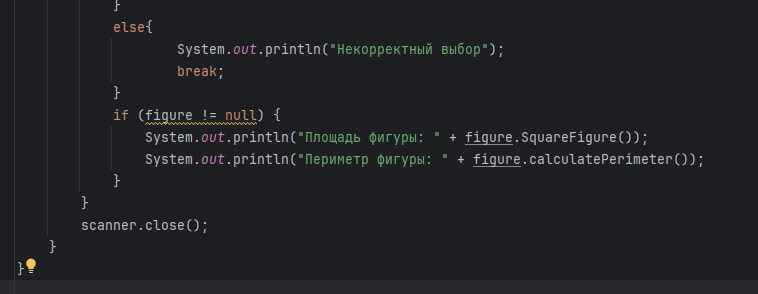 }
else{
System.out.println("Некорректный выбор");
break;
}
if (figure != null) {
System.out.println("Площадь фигуры: " + figure.SquareFigure());
System.out.println("Периметр фигуры: " + figure.calculatePerimeter());
}
}
scanner.close();
}
}